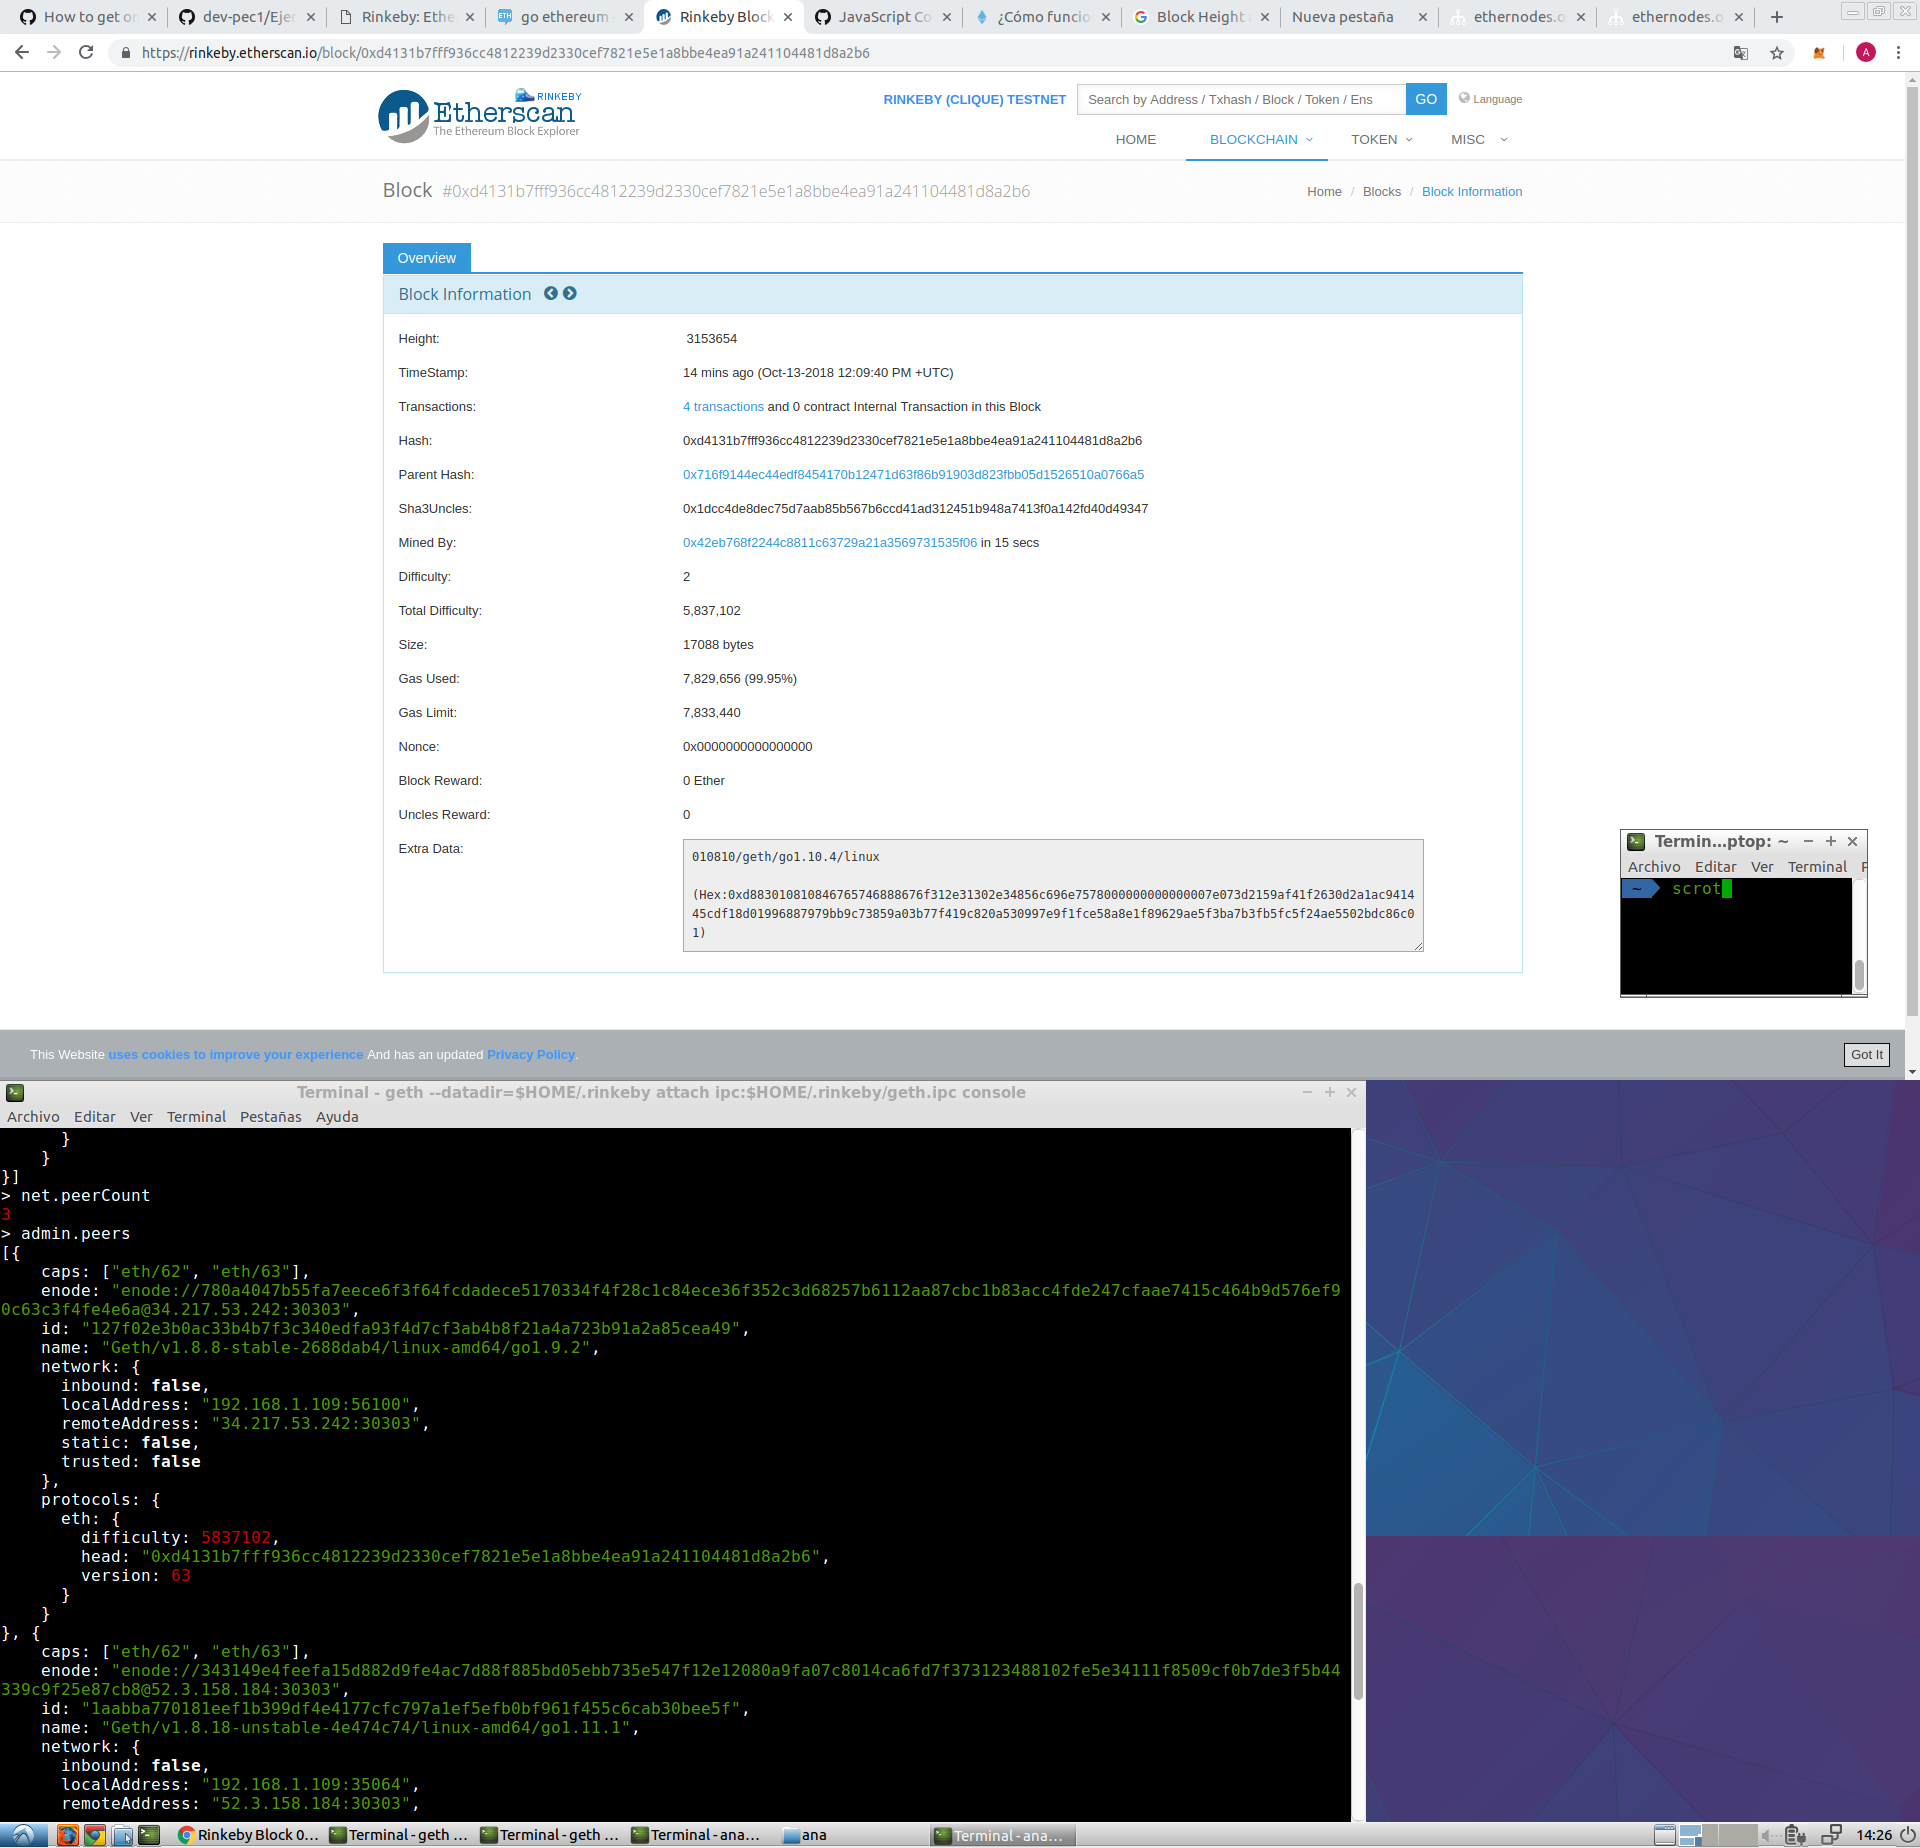 How to get or
dev-pec1/Ejer
Rinkeby: Ethe
go ethereum
Rinkeby Block
JavaScript Co
¿Cómo funcio
Block Height
Nueva pestaña
ethernodes.o
ethernodes.o
https://rinkeby.etherscan.io/block/0xd4131b7fff936cc4812239d2330cef7821e5e1a8bbe4ea91a241104481d8a2b6
A
RINKEBY
Etherscan
The Ethereum Block Explorer
RINKEBY (CLIQUE) TESTNET
Search by Address / Txhash / Block / Token / Ens
GO
Language
HOME BLOCKCHAIN TOKEN MISC
Block #0xd4131b7fff936cc4812239d2330cef7821e5e1a8bbe4ea91a241104481d8a2b6
Home / Blocks / Block Information
Overview
Block Information
Height: 3153654
TimeStamp: 14 mins ago (Oct-13-2018 12:09:40 PM +UTC)
Transactions: 4 transactions and 0 contract Internal Transaction in this Block
Hash: 0xd4131b7fff936cc4812239d2330cef7821e5e1a8bbe4ea91a241104481d8a2b6
Parent Hash: 0x716f9144ec44edf8454170b12471d63f86b91903d823fbb05d1526510a0766a5
Sha3Uncles: 0x1dcc4de8dec75d7aab85b567b6ccd41ad312451b948a7413f0a142fd40d49347
Mined By: 0x42eb768f2244c8811c63729a21a3569731535f06 in 15 secs
Difficulty: 2
Total Difficulty: 5,837,102
Size: 17088 bytes
Gas Used: 7,829,656 (99.95%)
Gas Limit: 7,833,440
Nonce: 0x0000000000000000
Block Reward: 0 Ether
Uncles Reward: 0
Extra Data: 010810/geth/go1.10.4/linux
(Hex:0xd883010810846765746888676f312e31302e34856c696e7578000000000000000007e073d2159af41f2630d2a1ac9414
45cdf18d01996887979bb9c73859a03b77f419c820a530997e9f1fce58a8e1f89629ae5f3ba7b3fb5fc5f24ae5502bdc86c0
1)
Termin...ptop: ~
Archivo Editar Ver Terminal
~ scrot
This Website uses cookies to improve your experience And has an updated Privacy Policy.
Got It
Terminal - geth --datadir=$HOME/.rinkeby attach ipc:$HOME/.rinkeby/geth.ipc console
Archivo Editar Ver Terminal Pestañas Ayuda
}
}
}]
> net.peerCount
3
> admin.peers
[{
caps: ["eth/62", "eth/63"],
enode: "enode://780a4047b55fa7eece6f3f64fcdadece5170334f4f28c1c84ece36f352c3d68257b6112aa87cbc1b83acc4fde247cfaae7415c464b9d576ef9
0c63c3f4fe4e6a@34.217.53.242:30303",
id: "127f02e3b0ac33b4b7f3c340edfa93f4d7cf3ab4b8f21a4a723b91a2a85cea49",
name: "Geth/v1.8.8-stable-2688dab4/linux-amd64/go1.9.2",
network: {
inbound: false,
localAddress: "192.168.1.109:56100",
remoteAddress: "34.217.53.242:30303",
static: false,
trusted: false
},
protocols: {
eth: {
difficulty: 5837102,
head: "0xd4131b7fff936cc4812239d2330cef7821e5e1a8bbe4ea91a241104481d8a2b6",
version: 63
}
}
}, {
caps: ["eth/62", "eth/63"],
enode: "enode://343149e4feefa15d882d9fe4ac7d88f885bd05ebb735e547f12e12080a9fa07c8014ca6fd7f373123488102fe5e34111f8509cf0b7de3f5b44
339c9f25e87cb8@52.3.158.184:30303",
id: "1aabba770181eef1b399df4e4177cfc797a1ef5efb0bf961f455c6cab30bee5f",
name: "Geth/v1.8.18-unstable-4e474c74/linux-amd64/go1.11.1",
network: {
inbound: false,
localAddress: "192.168.1.109:35064",
remoteAddress: "52.3.158.184:30303",
Rinkeby Block 0... Terminal - geth ... Terminal - geth ... Terminal - ana... ana Terminal - ana... 14:26